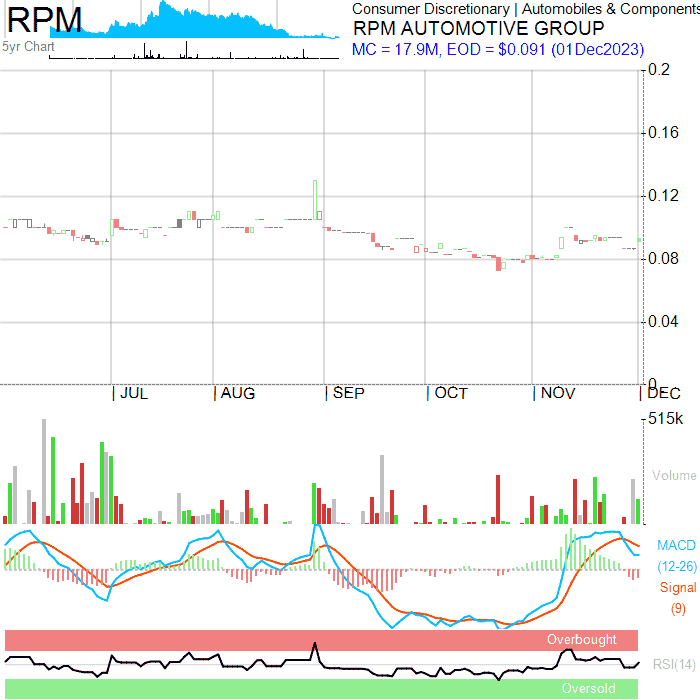 RPM
5yr Chart
Consumer Discretionary | Automobiles & Components
RPM AUTOMOTIVE GROUP
MC = 17.9M, EOD = $0.091 (01Dec2023)
0.2
0.16
0.12
0.08
0.04
0
| JUL | AUG | SEP | OCT | NOV | DEC
515k
Volume
MACD
(12-26)
Signal
(9)
Overbought
RSI(14)
Oversold